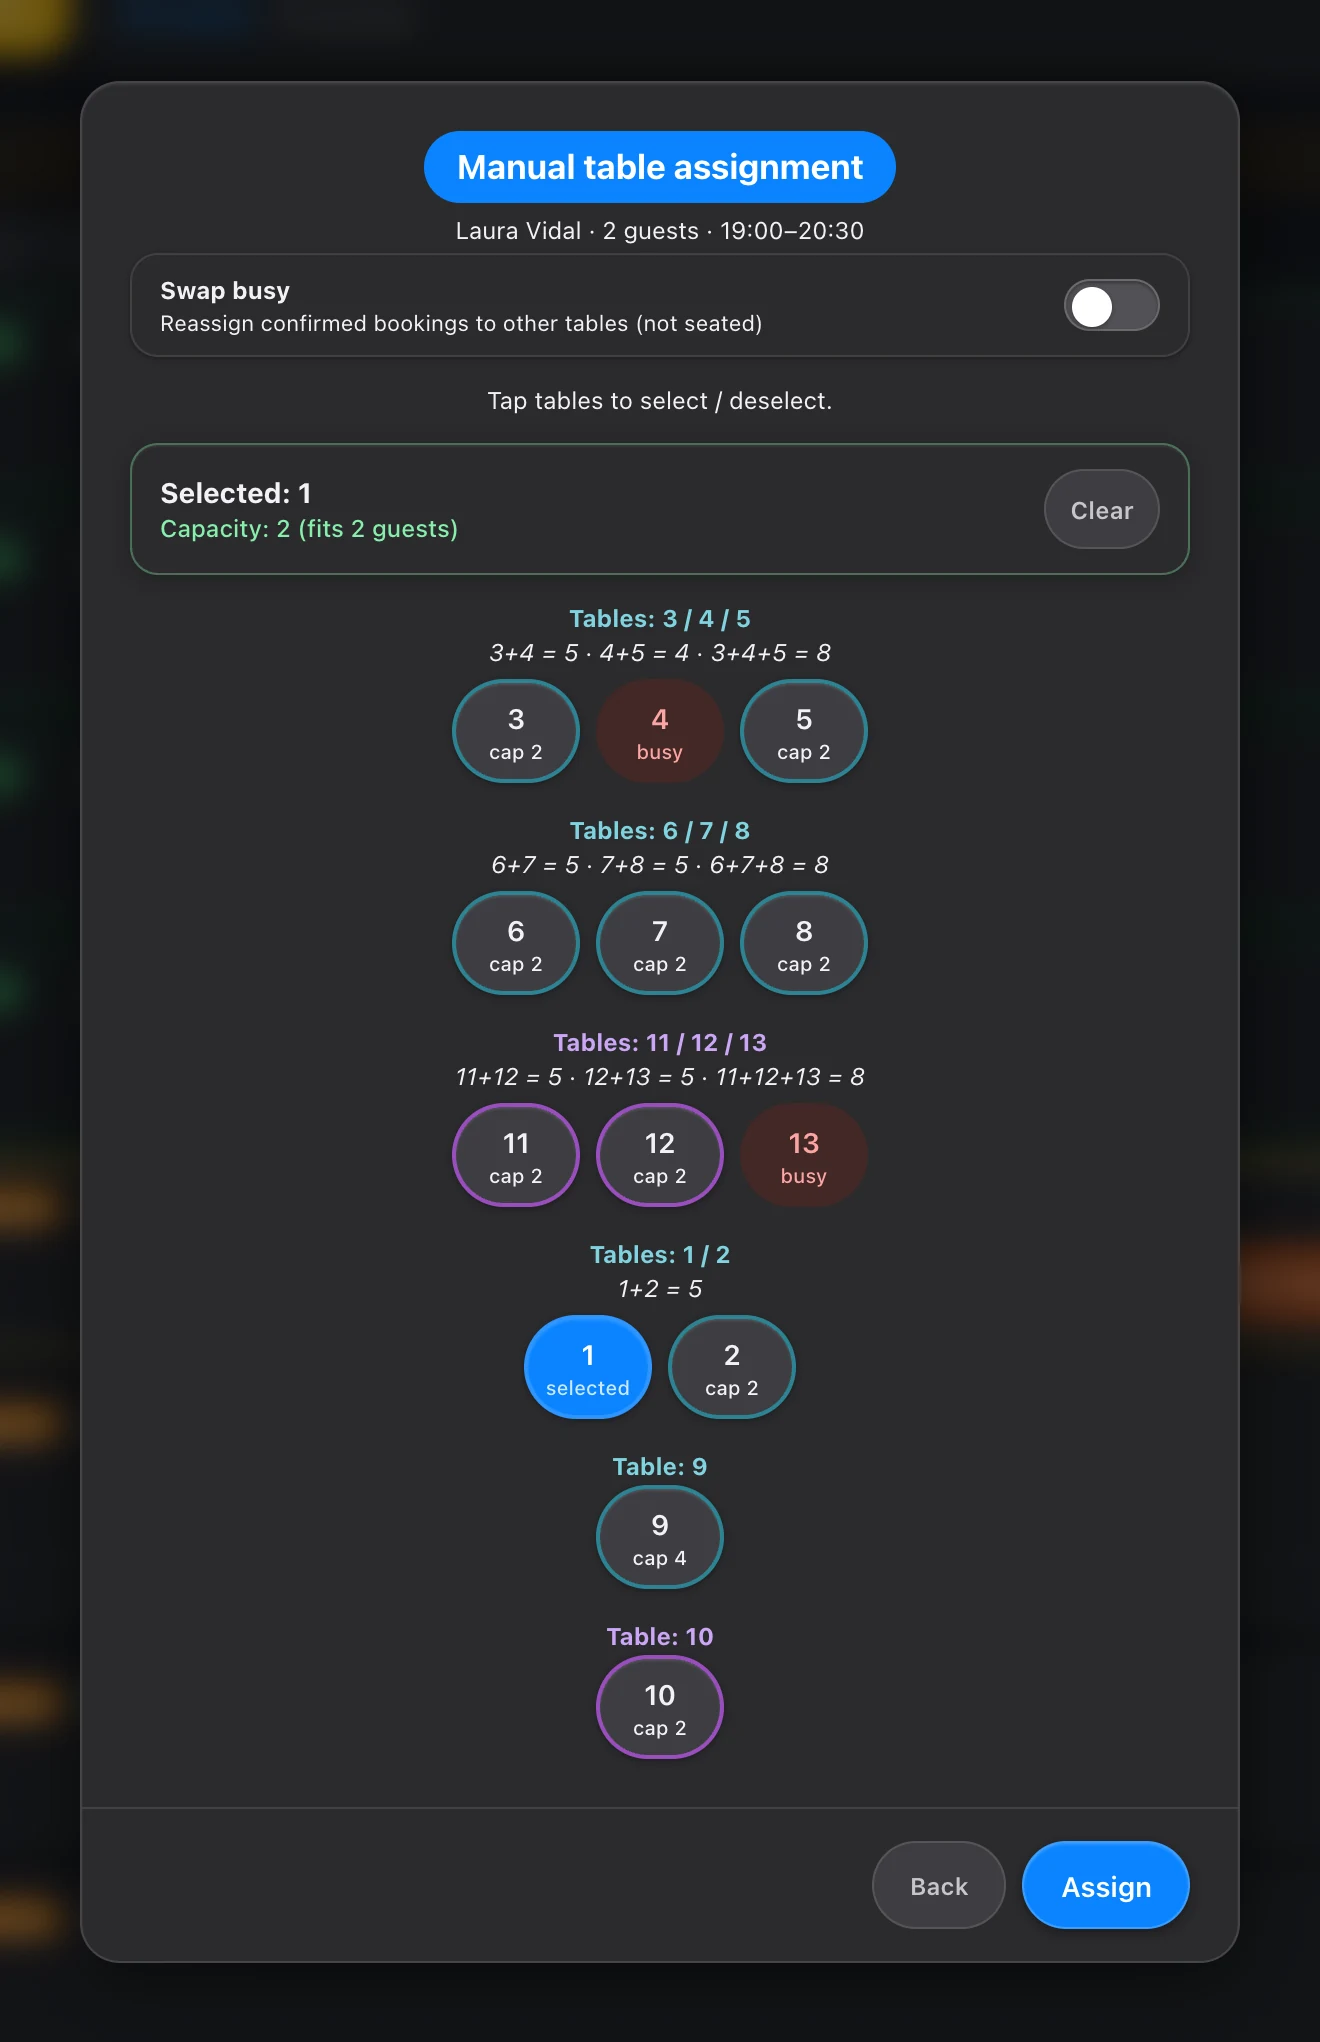 Manual table assignment
Laura Vidal · 2 guests · 19:00–20:30
Swap busy
Reassign confirmed bookings to other tables (not seated)
Tap tables to select / deselect.
Selected: 1
Capacity: 2 (fits 2 guests)
Clear
Tables: 3 / 4 / 5
3+4 = 5 · 4+5 = 4 · 3+4+5 = 8
3
cap 2
4
busy
5
cap 2
Tables: 6 / 7 / 8
6+7 = 5 · 7+8 = 5 · 6+7+8 = 8
6
cap 2
7
cap 2
8
cap 2
Tables: 11 / 12 / 13
11+12 = 5 · 12+13 = 5 · 11+12+13 = 8
11
cap 2
12
cap 2
13
busy
Tables: 1 / 2
1+2 = 5
1
selected
2
cap 2
Table: 9
9
cap 4
Table: 10
10
cap 2
Back
Assign